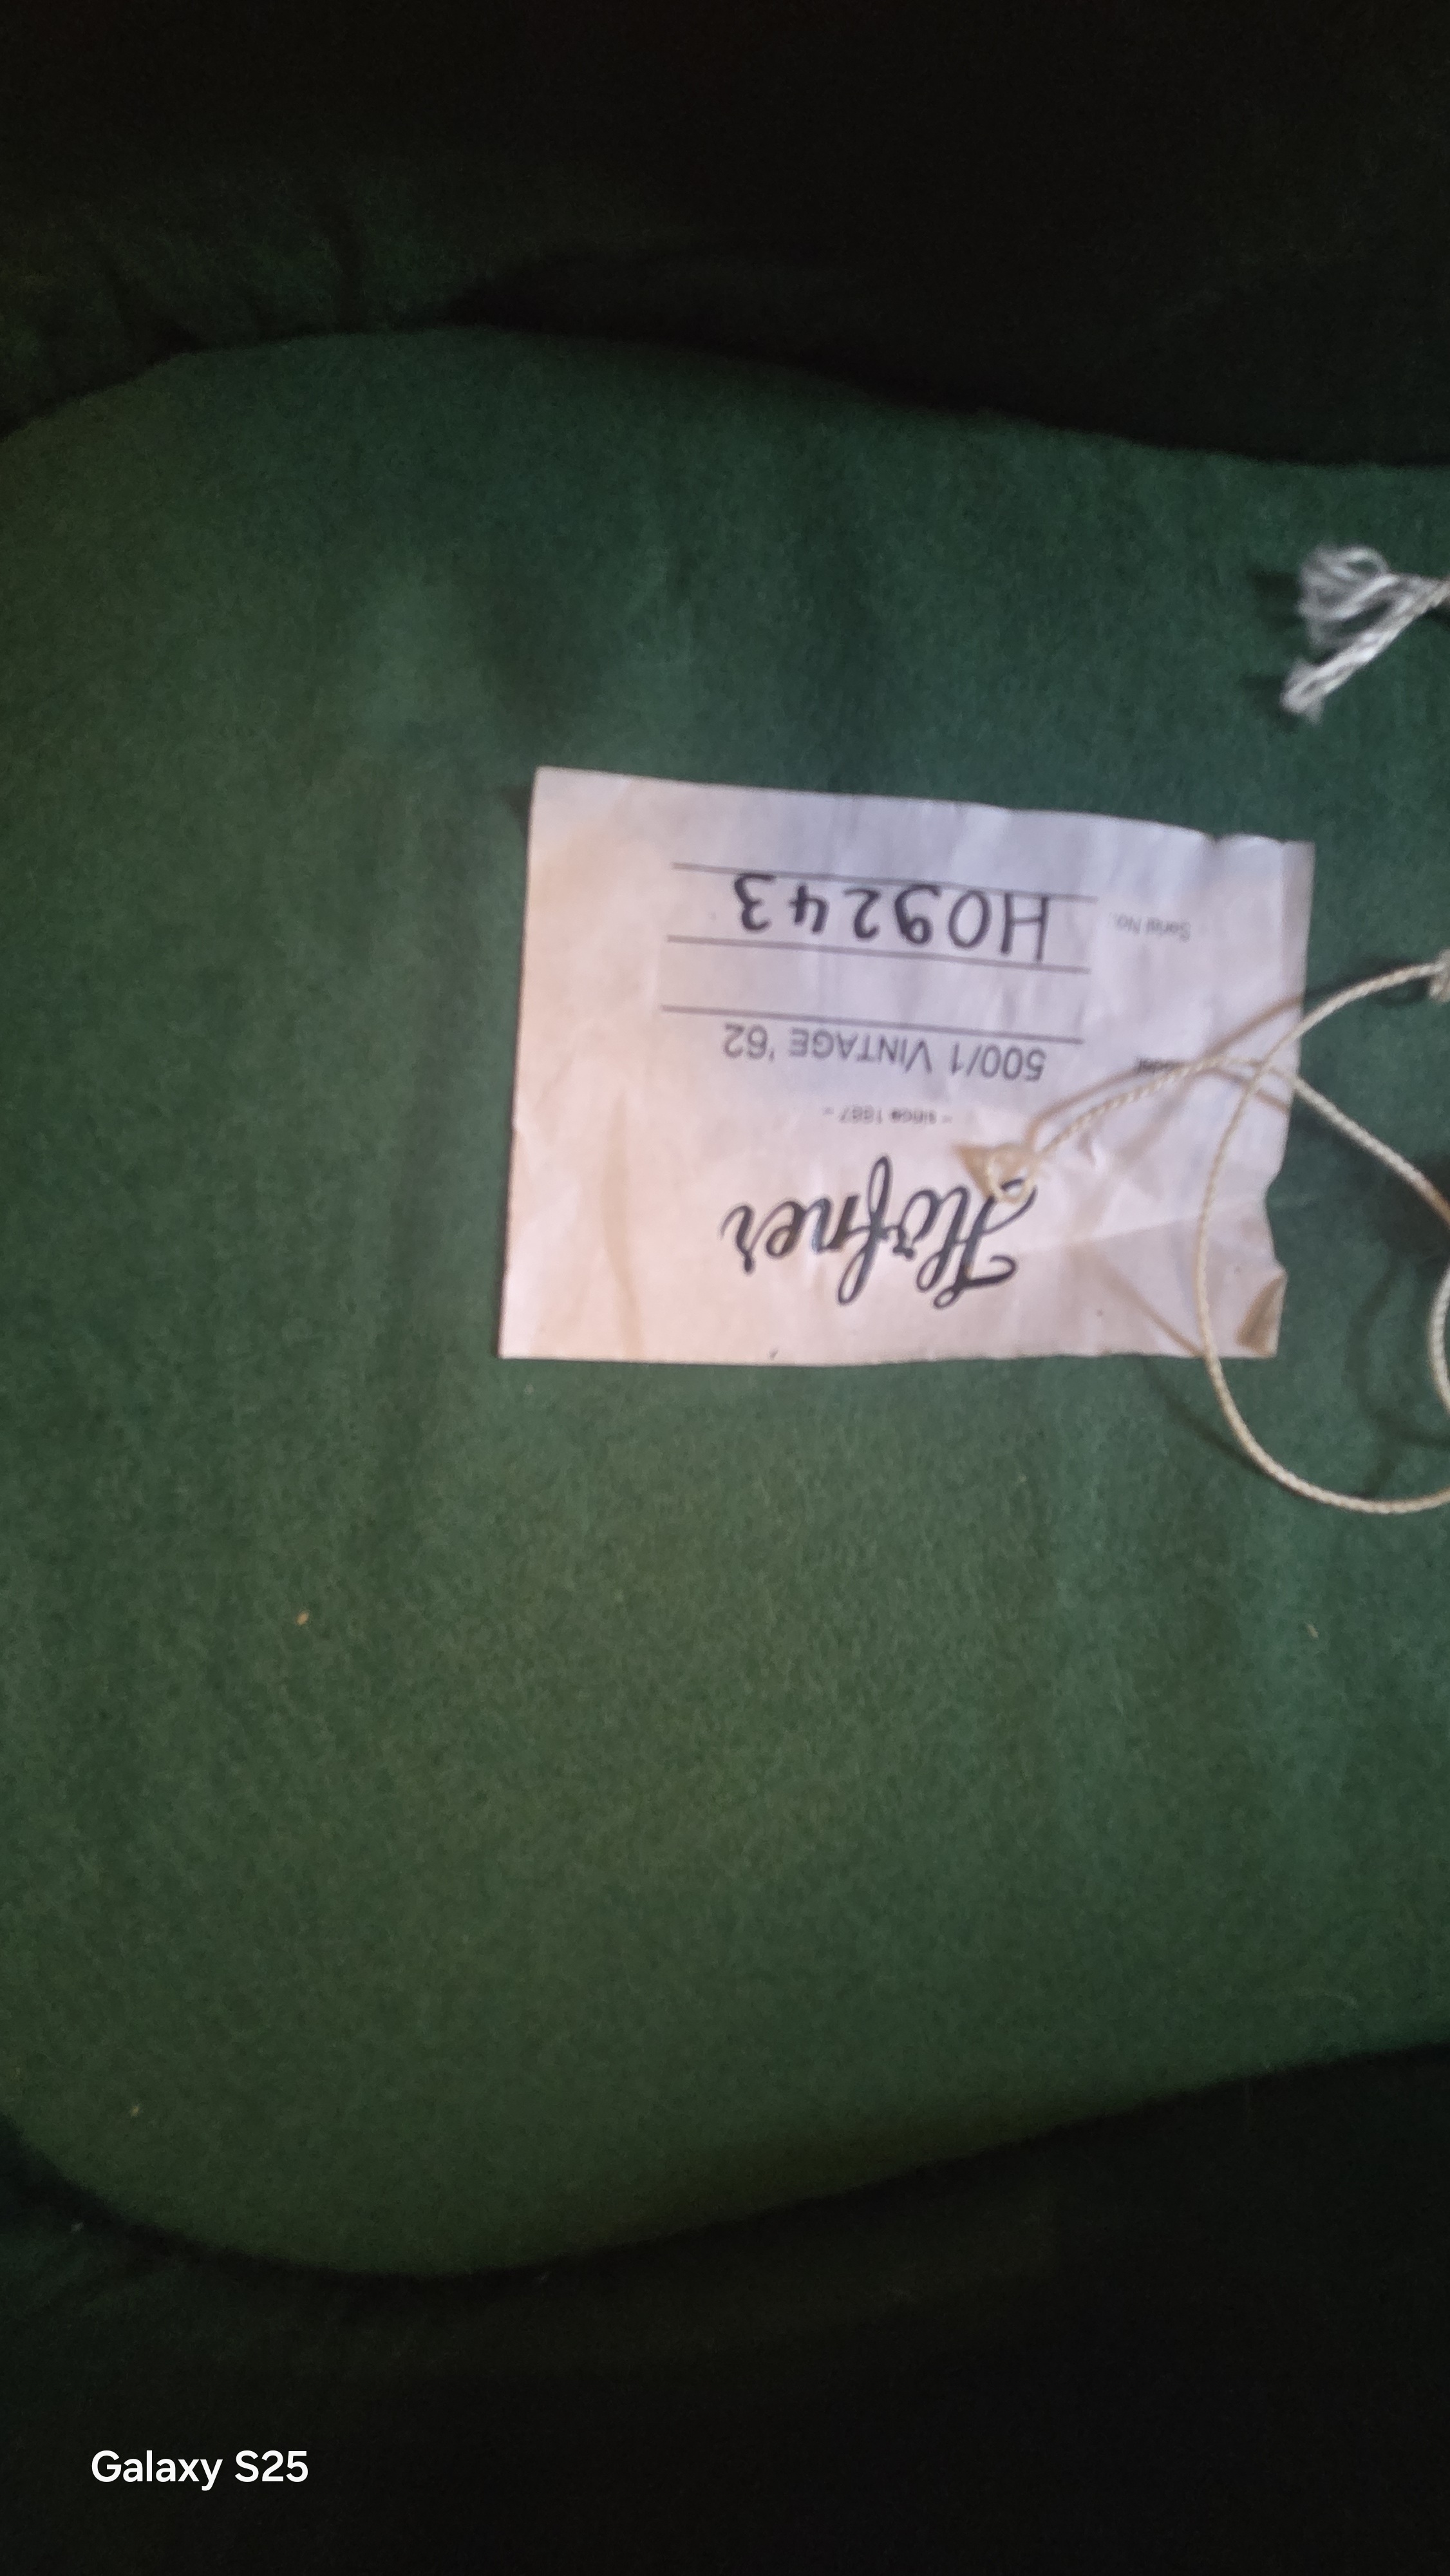 Höfner
- since 1887 -
500/1 VINTAGE '62
Serial No.: H09243
Galaxy S25